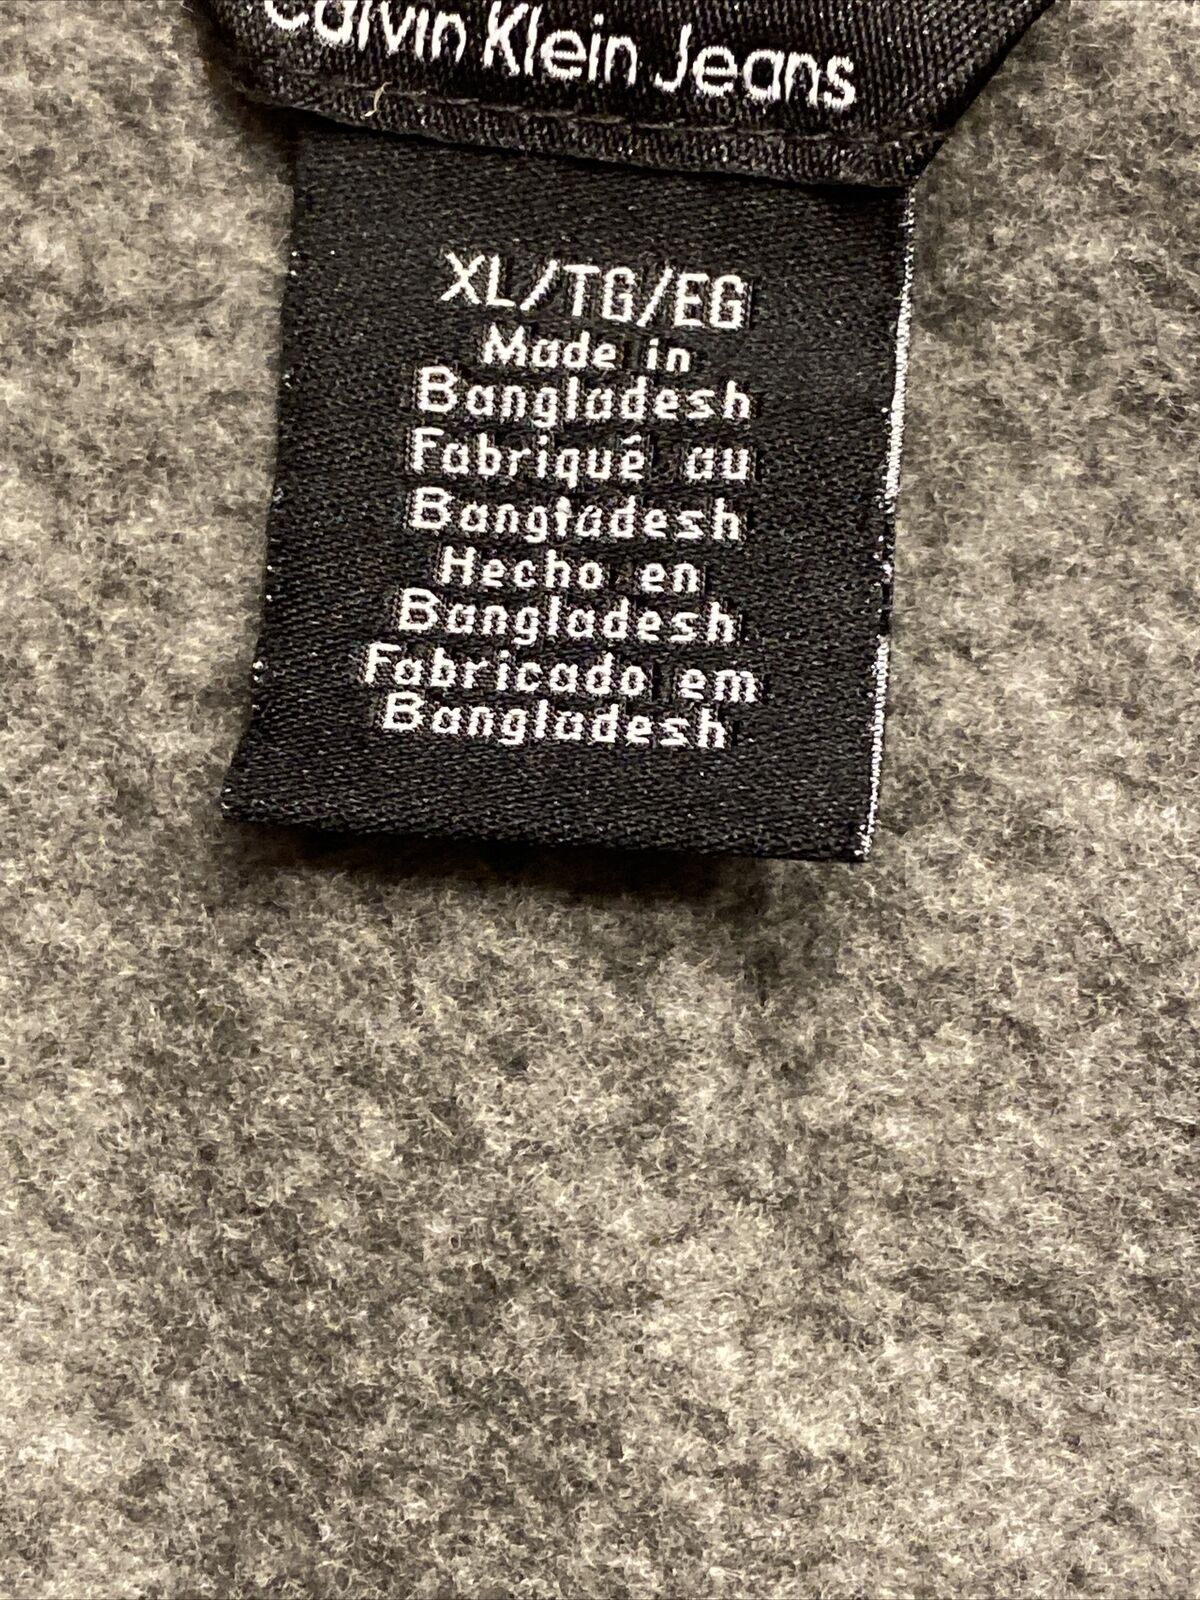 Calvin Klein Jeans
XL/TG/EG
Made in
Bangladesh
Fabriqué au
Bangladesh
Hecho en
Bangladesh
Fabricado em
Bangladesh